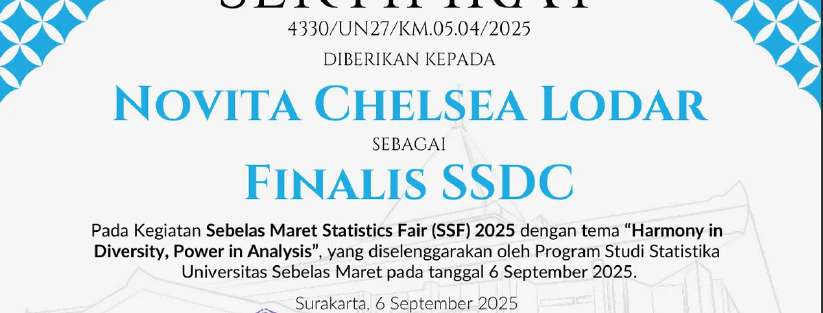 SERTIFIKAT
4330/UN27/KM.05.04/2025
DIBERIKAN KEPADA
NOVITA CHELSEA LODAR
SEBAGAI
FINALIS SSDC
Pada Kegiatan Sebelas Maret Statistics Fair (SSF) 2025 dengan tema “Harmony in
Diversity, Power in Analysis”, yang diselenggarakan oleh Program Studi Statistika
Universitas Sebelas Maret pada tanggal 6 September 2025.
Surakarta, 6 September 2025